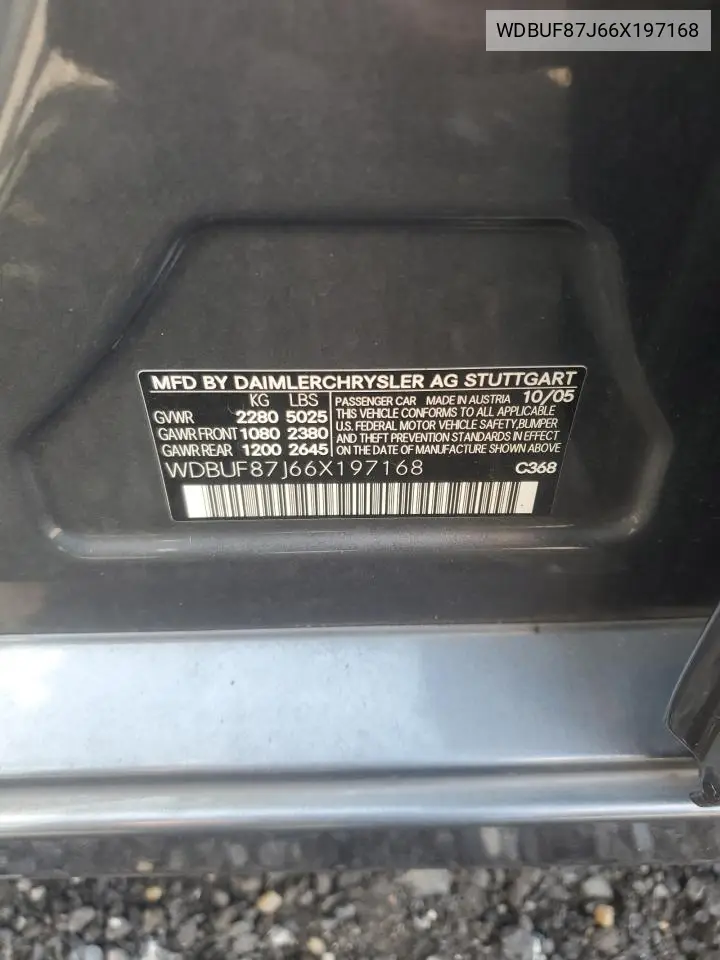 WDBUF87J66X197168
MFD BY DAIMLERCHRYSLER AG STUTTGART
KG LBS
GVWR 2280 5025
GAWR FRONT 1080 2380
GAWR REAR 1200 2645
PASSENGER CAR MADE IN AUSTRIA 10/05
THIS VEHICLE CONFORMS TO ALL APPLICABLE
U.S. FEDERAL MOTOR VEHICLE SAFETY, BUMPER
AND THEFT PREVENTION STANDARDS IN EFFECT
ON THE DATE OF MANUFACTURE SHOWN ABOVE
WDBUF87J66X197168 C368